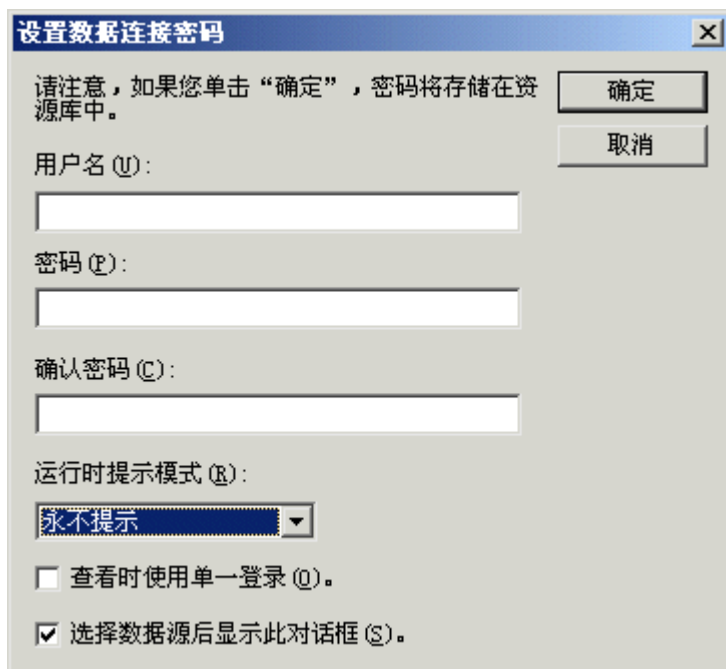 设置数据连接密码
请注意，如果您单击“确定”，密码将存储在资
源库中。
确定
取消
用户名(U):
密码(P):
确认密码(C):
运行时提示模式(R):
永不提示
查看时使用单一登录(O)。
选择数据源后显示此对话框(S)。